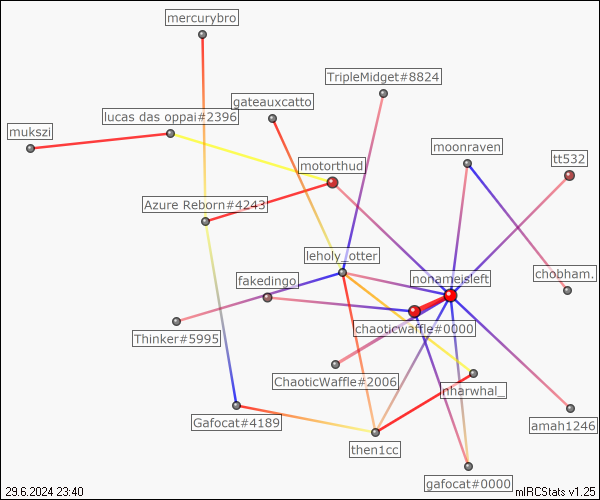 mercurybro
TripleMidget#8824
gateauxcatto
lucas das oppai#2396
mukszi
moonraven
tt532
motorthud
Azure Reborn#4243
leholy_otter
nonameisleft
chobham.
fakedingo.
chaoticwaffle#0000
Thinker#5995
ChaoticWaffle#2006
nharwhal_
Gafocat#4189
amah1246
then1cc
gafocat#0000
29.6.2024 23:40
mIRCStats v1.25